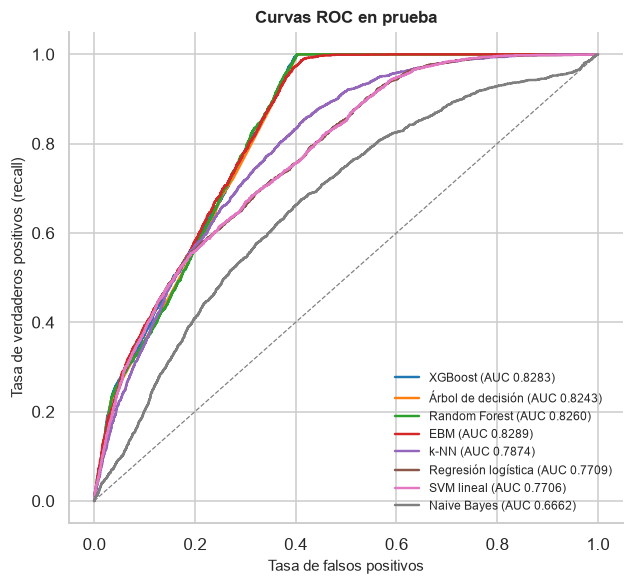 Curvas ROC en prueba
Tasa de verdaderos positivos (recall)
1.0
0.8
0.6
0.4
0.2
0.0
XGBoost (AUC 0.8283)
Árbol de decisión (AUC 0.8243)
Random Forest (AUC 0.8260)
EBM (AUC 0.8289)
k-NN (AUC 0.7874)
Regresión logística (AUC 0.7709)
SVM lineal (AUC 0.7706)
Naive Bayes (AUC 0.6662)
0.0 0.2 0.4 0.6 0.8 1.0
Tasa de falsos positivos